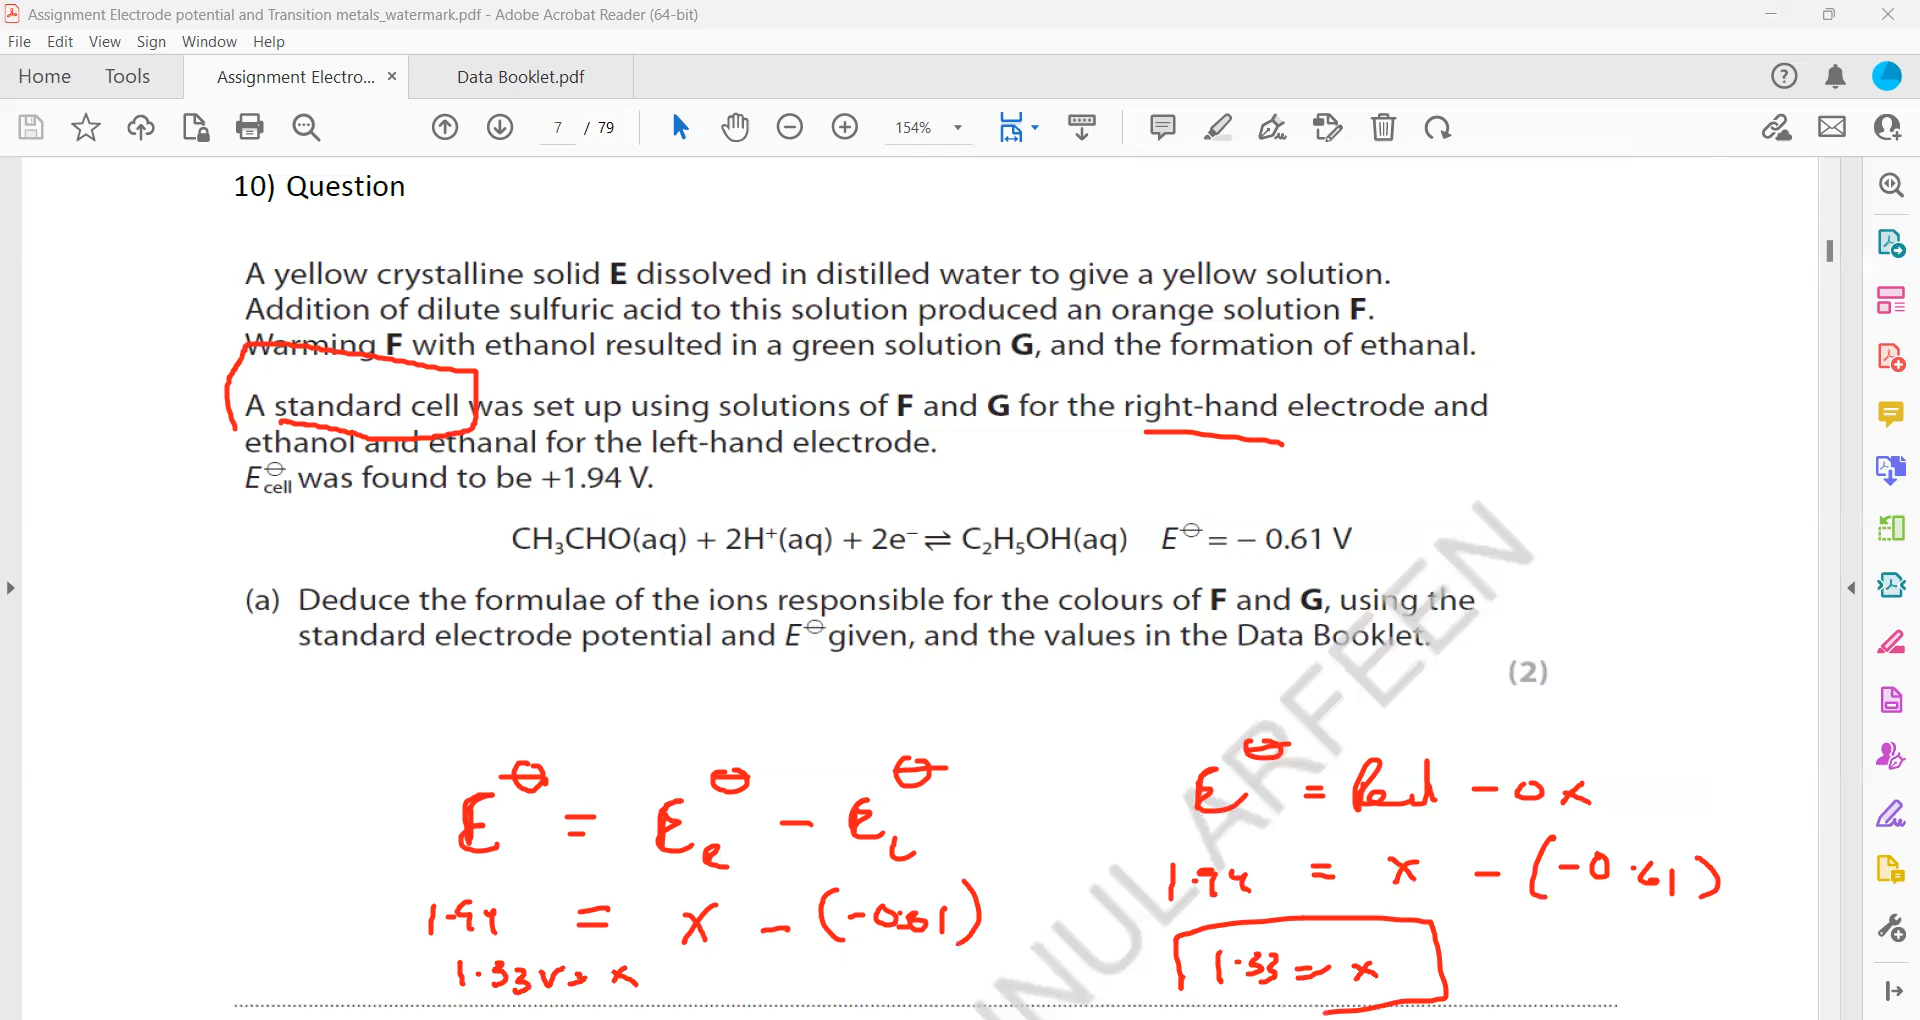 Assignment Electrode potential and Transition metals_watermark.pdf - Adobe Acrobat Reader (64-bit)
File Edit View Sign Window Help
Home Tools Assignment Electro... × Data Booklet.pdf
7 / 79 154%
10) Question
A yellow crystalline solid E dissolved in distilled water to give a yellow solution.
Addition of dilute sulfuric acid to this solution produced an orange solution F.
Warming F with ethanol resulted in a green solution G, and the formation of ethanal.
A standard cell was set up using solutions of F and G for the right-hand electrode and
ethanol and ethanal for the left-hand electrode.
E⦵cell was found to be +1.94 V.
CH₃CHO(aq) + 2H⁺(aq) + 2e⁻ ⇌ C₂H₅OH(aq) E⦵ = − 0.61 V
(a) Deduce the formulae of the ions responsible for the colours of F and G, using the
standard electrode potential and E⦵ given, and the values in the Data Booklet.
(2)
E⦵ = E⦵R − E⦵L
1.94 = x − (−0.61)
1.33 V = x
E⦵ = Red − ox
1.94 = x − (−0.61)
1.33 = x
INULARFEEN